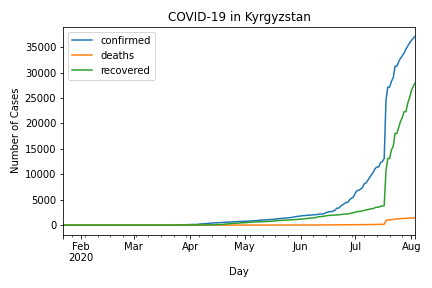 COVID-19 in Kyrgyzstan
confirmed
deaths
recovered
Number of Cases
35000
30000
25000
20000
15000
10000
5000
0
Feb Mar Apr May Jun Jul Aug
2020
Day